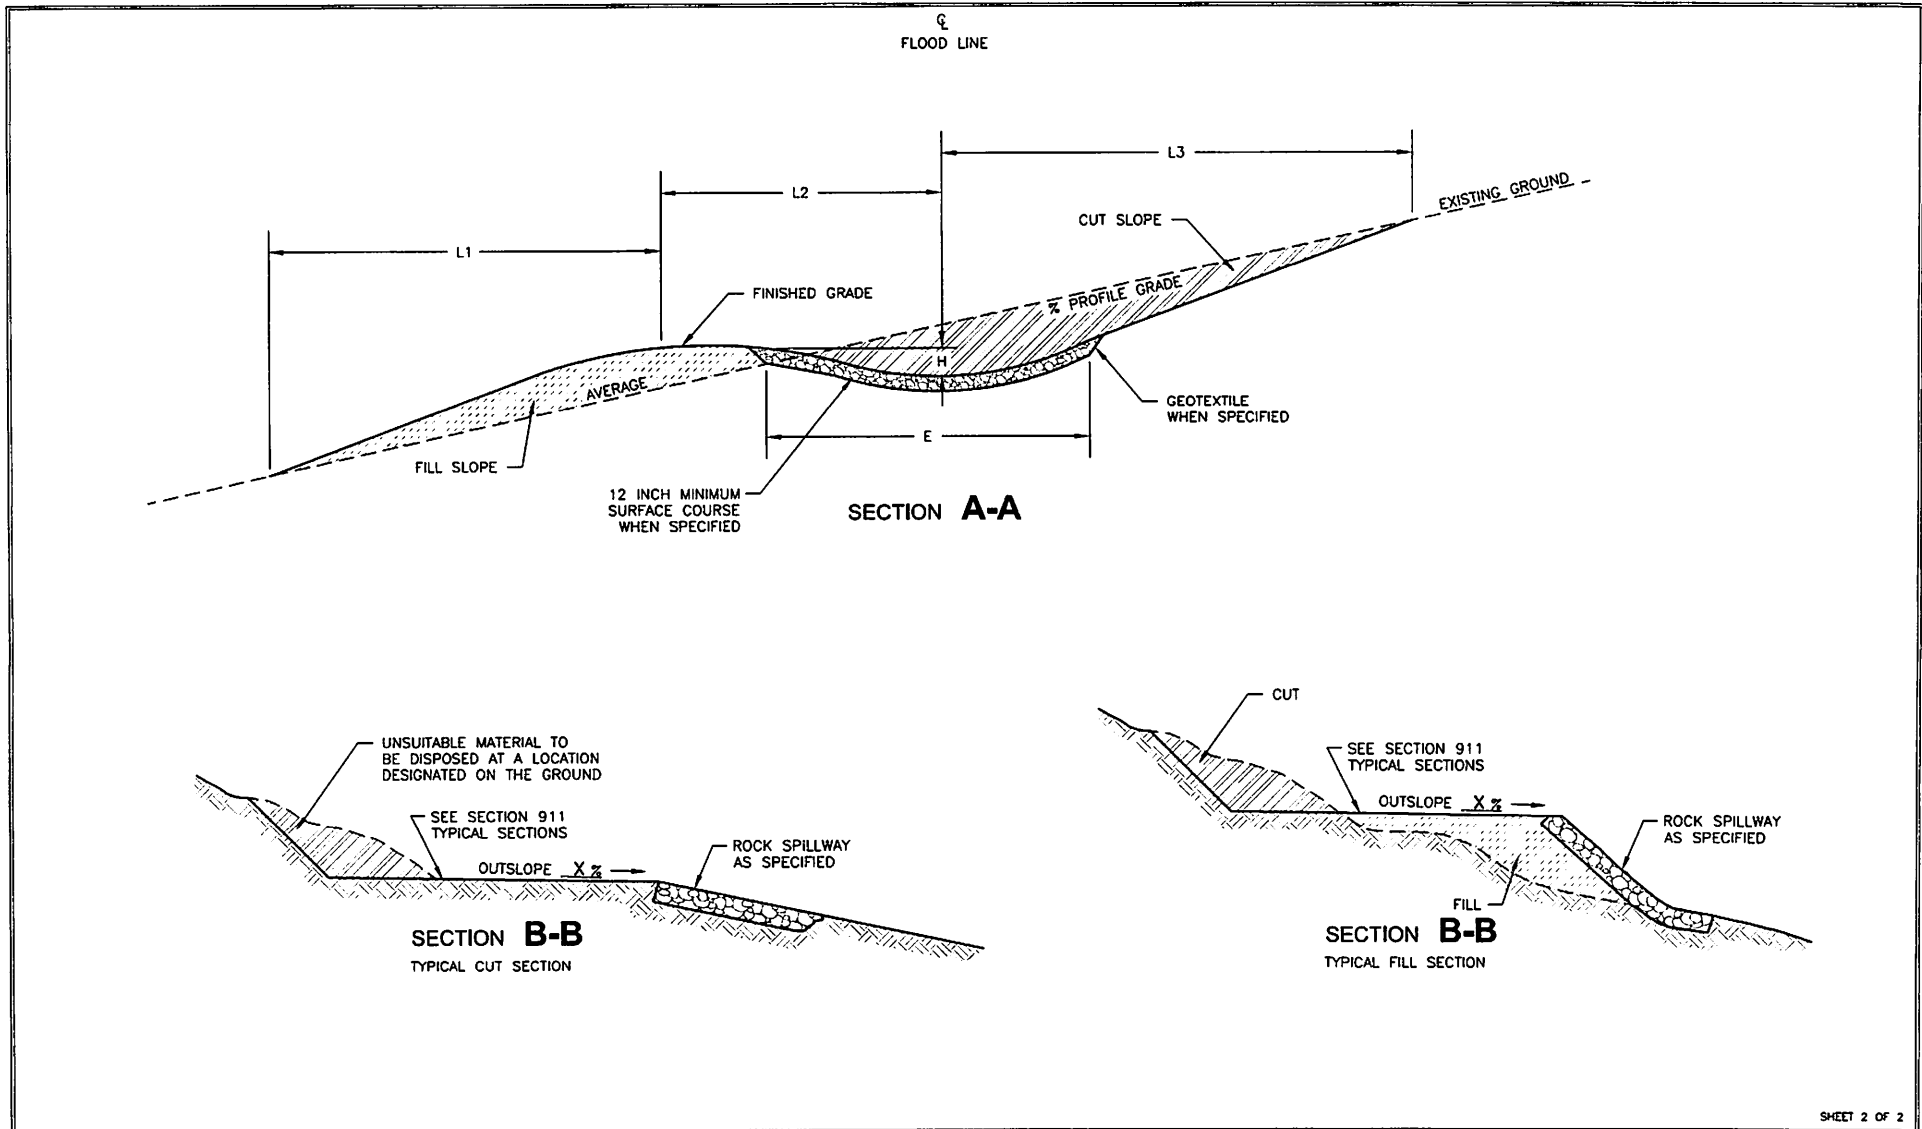 ℄
FLOOD LINE
L3
L2
L1
EXISTING GROUND
CUT SLOPE
FINISHED GRADE
% PROFILE GRADE
H
AVERAGE
GEOTEXTILE
WHEN SPECIFIED
E
FILL SLOPE
12 INCH MINIMUM
SURFACE COURSE
WHEN SPECIFIED
SECTION A-A
UNSUITABLE MATERIAL TO
BE DISPOSED AT A LOCATION
DESIGNATED ON THE GROUND
SEE SECTION 911
TYPICAL SECTIONS
OUTSLOPE X %
ROCK SPILLWAY
AS SPECIFIED
SECTION B-B
TYPICAL CUT SECTION
CUT
SEE SECTION 911
TYPICAL SECTIONS
OUTSLOPE X %
ROCK SPILLWAY
AS SPECIFIED
FILL
SECTION B-B
TYPICAL FILL SECTION
SHEET 2 OF 2